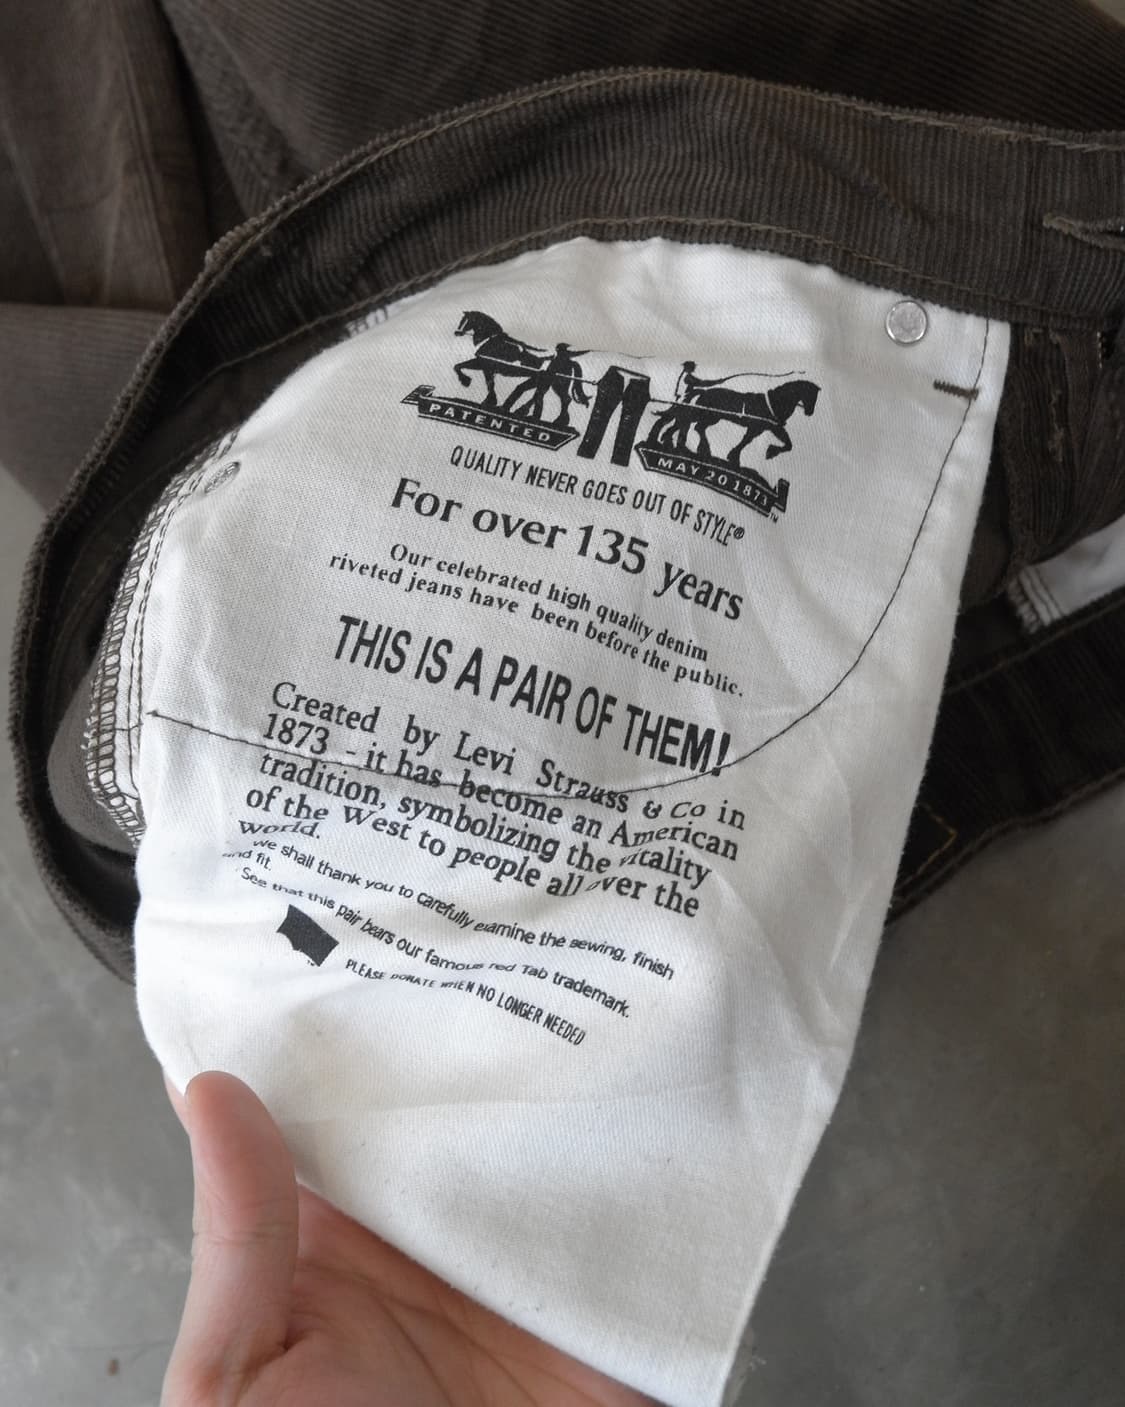 PATENTED
MAY 20 1873™
QUALITY NEVER GOES OUT OF STYLE®
For over 135 years
Our celebrated high quality denim
riveted jeans have been before the public.
THIS IS A PAIR OF THEM!
Created by Levi Strauss & Co in
1873 - it has become an American
tradition, symbolizing the vitality
of the West to people all over the
world.
we shall thank you to carefully examine the sewing, finish
and fit.
See that this pair bears our famous red Tab trademark.
PLEASE DONATE WHEN NO LONGER NEEDED